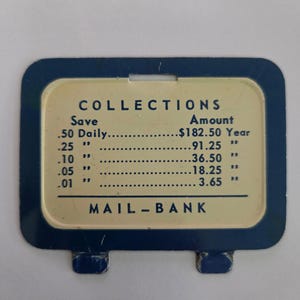 COLLECTIONS
Save Amount
.50 Daily......................$182.50 Year
.25 " ......................... 91.25 "
.10 " ......................... 36.50 "
.05 " ......................... 18.25 "
.01 " ......................... 3.65 "
MAIL-BANK